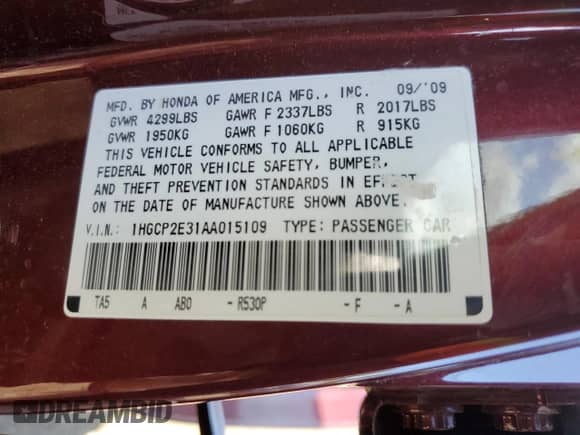 MFD. BY HONDA OF AMERICA MFG., INC. 09/'09
GVWR 4299LBS GAWR F 2337LBS R 2017LBS
GVWR 1950KG GAWR F 1060KG R 915KG
THIS VEHICLE CONFORMS TO ALL APPLICABLE
FEDERAL MOTOR VEHICLE SAFETY, BUMPER,
AND THEFT PREVENTION STANDARDS IN EFFECT
ON THE DATE OF MANUFACTURE SHOWN ABOVE.
V.I.N.: 1HGCP2E31AA015109 TYPE: PASSENGER CAR
TA5 A AB0 - R530P - F - A
DREAMBID